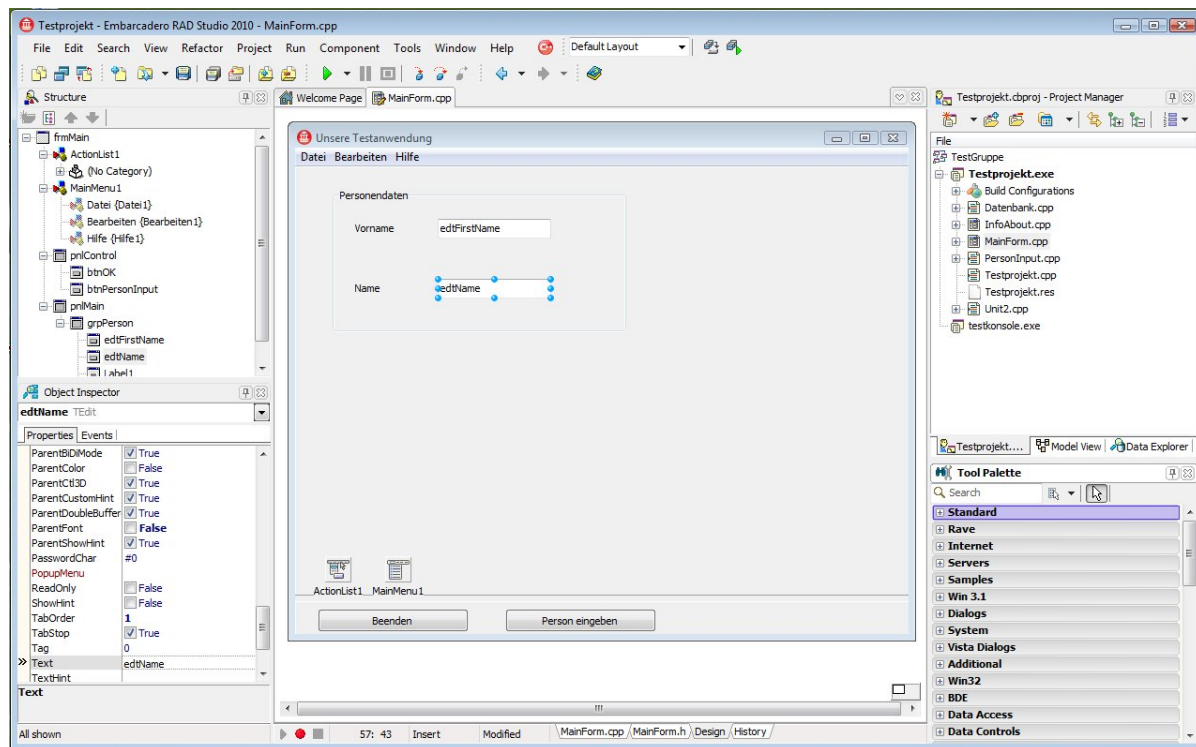 Testprojekt - Embarcadero RAD Studio 2010 - MainForm.cpp
File Edit Search View Refactor Project Run Component Tools Window Help Default Layout
Structure
frmMain
ActionList1
(No Category)
MainMenu1
Datei {Datei1}
Bearbeiten {Bearbeiten1}
Hilfe {Hilfe1}
pnlControl
btnOK
btnPersonInput
pnlMain
grpPerson
edtFirstName
edtName
Label1
Object Inspector
edtName TEdit
Properties Events
ParentBiDiMode True
ParentColor False
ParentCtl3D True
ParentCustomHint True
ParentDoubleBuffer True
ParentFont False
ParentShowHint True
PasswordChar #0
PopupMenu
ReadOnly False
ShowHint False
TabOrder 1
TabStop True
Tag 0
Text edtName
TextHint
Text
All shown
Welcome Page MainForm.cpp
Unsere Testanwendung
Datei Bearbeiten Hilfe
Personendaten
Vorname edtFirstName
Name edtName
ActionList1 MainMenu1
Beenden Person eingeben
57: 43 Insert Modified MainForm.cpp MainForm.h Design History
Testprojekt.cbproj - Project Manager
File
TestGruppe
Testprojekt.exe
Build Configurations
Datenbank.cpp
InfoAbout.cpp
MainForm.cpp
PersonInput.cpp
Testprojekt.cpp
Testprojekt.res
Unit2.cpp
testkonsole.exe
Testprojekt.... Model View Data Explorer
Tool Palette
Search
Standard
Rave
Internet
Servers
Samples
Win 3.1
Dialogs
System
Vista Dialogs
Additional
Win32
BDE
Data Access
Data Controls